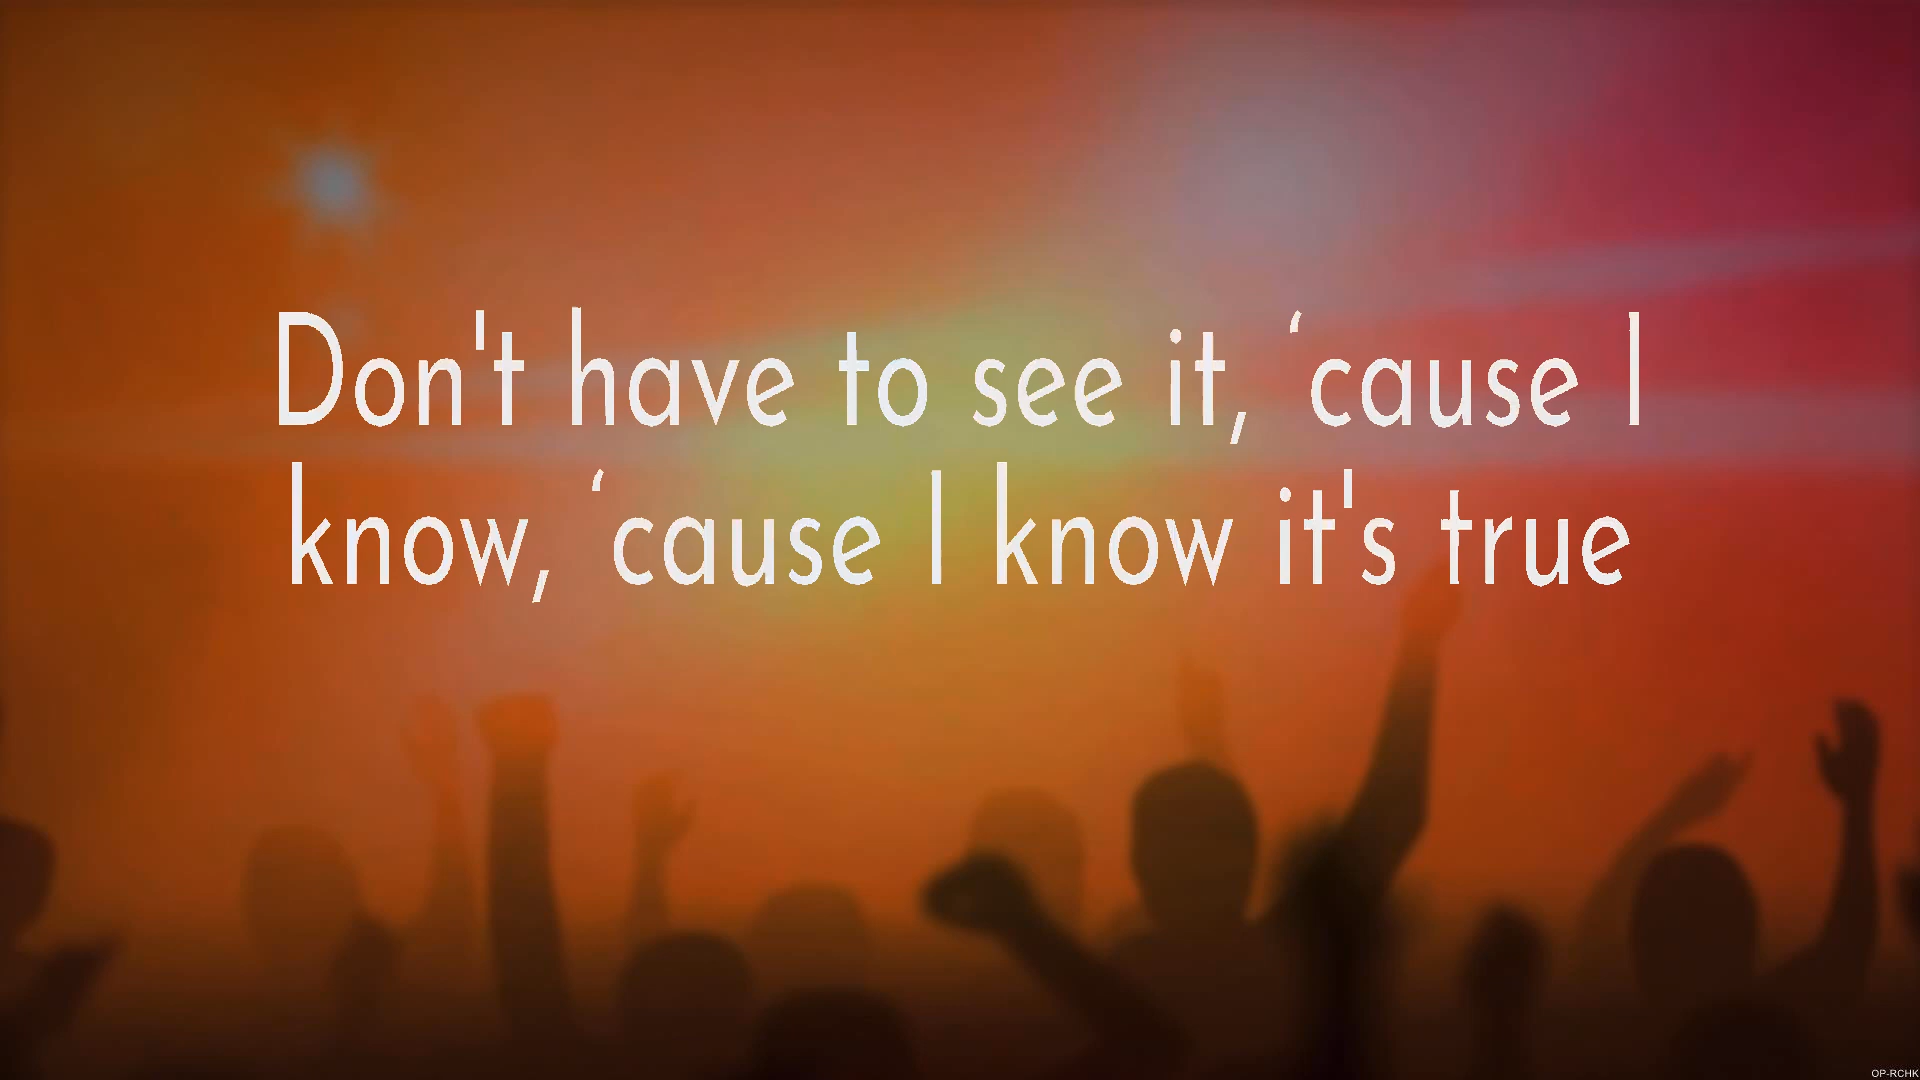 Don't have to see it, ‘cause I
know, ‘cause I know it's true
OP-RCHK